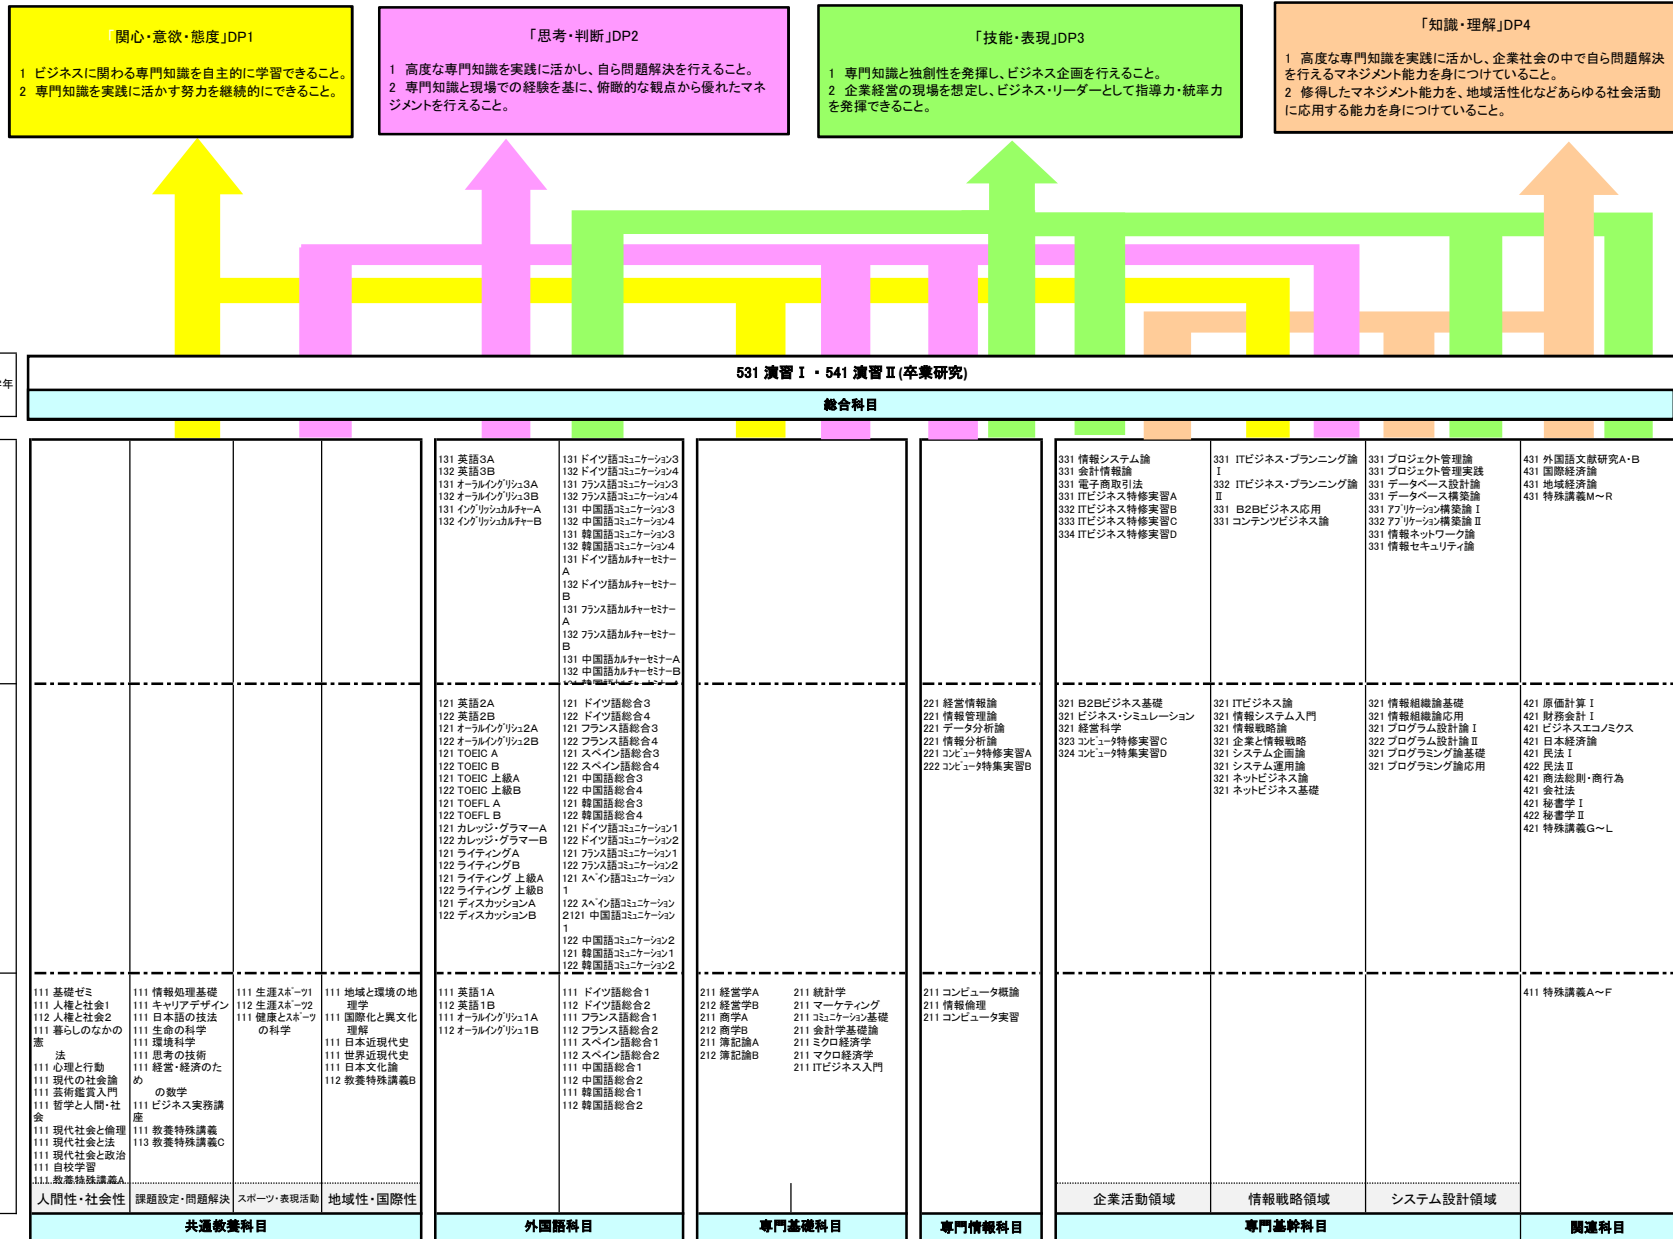 「関心・意欲・態度」DP1
1 ビジネスに関わる専門知識を自主的に学習できること。
2 専門知識を実践に活かす努力を継続的にできること。
「思考・判断」DP2
1 高度な専門知識を実践に活かし、自ら問題解決を行えること。
2 専門知識と現場での経験を基に、俯瞰的な観点から優れたマネ
ジメントを行えること。
「技能・表現」DP3
1 専門知識と独創性を発揮し、ビジネス企画を行えること。
2 企業経営の現場を想定し、ビジネス・リーダーとして指導力・統率力
を発揮できること。
「知識・理解」DP4
1 高度な専門知識を実践に活かし、企業社会の中で自ら問題解決
を行えるマネジメント能力を身につけていること。
2 修得したマネジメント能力を、地域活性化などあらゆる社会活動
に応用する能力を身につけていること。
年
531 演習Ⅰ ・ 541 演習Ⅱ(卒業研究)
総合科目
131 英語3A
132 英語3B
131 オーラルイングリシュ3A
132 オーラルイングリシュ3B
131 イングリッシュカルチャーA
132 イングリッシュカルチャーB
131 ドイツ語コミュニケーション3
132 ドイツ語コミュニケーション4
131 フランス語コミュニケーション3
132 フランス語コミュニケーション4
131 中国語コミュニケーション3
132 中国語コミュニケーション4
131 韓国語コミュニケーション3
132 韓国語コミュニケーション4
131 ドイツ語カルチャーセミナー
A
132 ドイツ語カルチャーセミナー
B
131 フランス語カルチャーセミナー
A
132 フランス語カルチャーセミナー
B
131 中国語カルチャーセミナーA
132 中国語カルチャーセミナーB
331 情報システム論
331 会計情報論
331 電子商取引法
331 ITビジネス特修実習A
332 ITビジネス特修実習B
333 ITビジネス特修実習C
334 ITビジネス特修実習D
331 ITビジネス・プランニング論
Ⅰ
332 ITビジネス・プランニング論
Ⅱ
331 B2Bビジネス応用
331 コンテンツビジネス論
331 プロジェクト管理論
331 プロジェクト管理実践
331 データベース設計論
331 データベース構築論
331 アプリケーション構築論Ⅰ
332 アプリケーション構築論Ⅱ
331 情報ネットワーク論
331 情報セキュリティ論
431 外国語文献研究A・B
431 国際経済論
431 地域経済論
431 特殊講義M～R
121 英語2A
122 英語2B
121 オーラルイングリシュ2A
122 オーラルイングリシュ2B
121 TOEIC A
122 TOEIC B
121 TOEIC 上級A
122 TOEIC 上級B
121 TOEFL A
122 TOEFL B
121 カレッジ・グラマーA
122 カレッジ・グラマーB
121 ライティングA
122 ライティングB
121 ライティング 上級A
122 ライティング 上級B
121 ディスカッションA
122 ディスカッションB
121 ドイツ語総合3
122 ドイツ語総合4
121 フランス語総合3
122 フランス語総合4
121 スペイン語総合3
122 スペイン語総合4
121 中国語総合3
122 中国語総合4
121 韓国語総合3
122 韓国語総合4
121 ドイツ語コミュニケーション1
122 ドイツ語コミュニケーション2
121 フランス語コミュニケーション1
122 フランス語コミュニケーション2
121 スペイン語コミュニケーション
1
122 スペイン語コミュニケーション
2121 中国語コミュニケーション
1
122 中国語コミュニケーション2
121 韓国語コミュニケーション1
122 韓国語コミュニケーション2
221 経営情報論
221 情報管理論
221 データ分析論
221 情報分析論
221 コンピュータ特修実習A
222 コンピュータ特集実習B
321 B2Bビジネス基礎
321 ビジネス・シミュレーション
321 経営科学
323 コンピュータ特修実習C
324 コンピュータ特集実習D
321 ITビジネス論
321 情報システム入門
321 情報戦略論
321 企業と情報戦略
321 システム企画論
321 システム運用論
321 ネットビジネス論
321 ネットビジネス基礎
321 情報組織論基礎
321 情報組織論応用
321 プログラム設計論Ⅰ
322 プログラム設計論Ⅱ
321 プログラミング論基礎
321 プログラミング論応用
421 原価計算Ⅰ
421 財務会計Ⅰ
421 ビジネスエコノミクス
421 日本経済論
421 民法Ⅰ
422 民法Ⅱ
421 商法総則・商行為
421 会社法
421 秘書学Ⅰ
422 秘書学Ⅱ
421 特殊講義G～L
111 基礎ゼミ
111 人権と社会1
112 人権と社会2
111 暮らしのなかの
憲
法
111 心理と行動
111 現代の社会論
111 芸術鑑賞入門
111 哲学と人間・社
会
111 現代社会と倫理
111 現代社会と法
111 現代社会と政治
111 自校学習
111 教養特殊講義A
111 情報処理基礎
111 キャリアデザイン
111 日本語の技法
111 生命の科学
111 環境科学
111 思考の技術
111 経営・経済のた
め
の数学
111 ビジネス実務講
座
111 教養特殊講義
113 教養特殊講義C
111 生涯スポーツ1
112 生涯スポーツ2
111 健康とスポーツ
の科学
111 地域と環境の地
理学
111 国際化と異文化
理解
111 日本近現代史
111 世界近現代史
111 日本文化論
112 教養特殊講義B
111 英語1A
112 英語1B
111 オーラルイングリシュ1A
112 オーラルイングリシュ1B
111 ドイツ語総合1
112 ドイツ語総合2
111 フランス語総合1
112 フランス語総合2
111 スペイン語総合1
112 スペイン語総合2
111 中国語総合1
112 中国語総合2
111 韓国語総合1
112 韓国語総合2
211 経営学A
212 経営学B
211 商学A
212 商学B
211 簿記論A
212 簿記論B
211 統計学
211 マーケティング
211 コミュニケーション基礎
211 会計学基礎論
211 ミクロ経済学
211 マクロ経済学
211 ITビジネス入門
211 コンピュータ概論
211 情報倫理
211 コンピュータ実習
411 特殊講義A～F
人間性・社会性
課題設定・問題解決
スポーツ・表現活動
地域性・国際性
企業活動領域
情報戦略領域
システム設計領域
共通教養科目
外国語科目
専門基礎科目
専門情報科目
専門基幹科目
関連科目